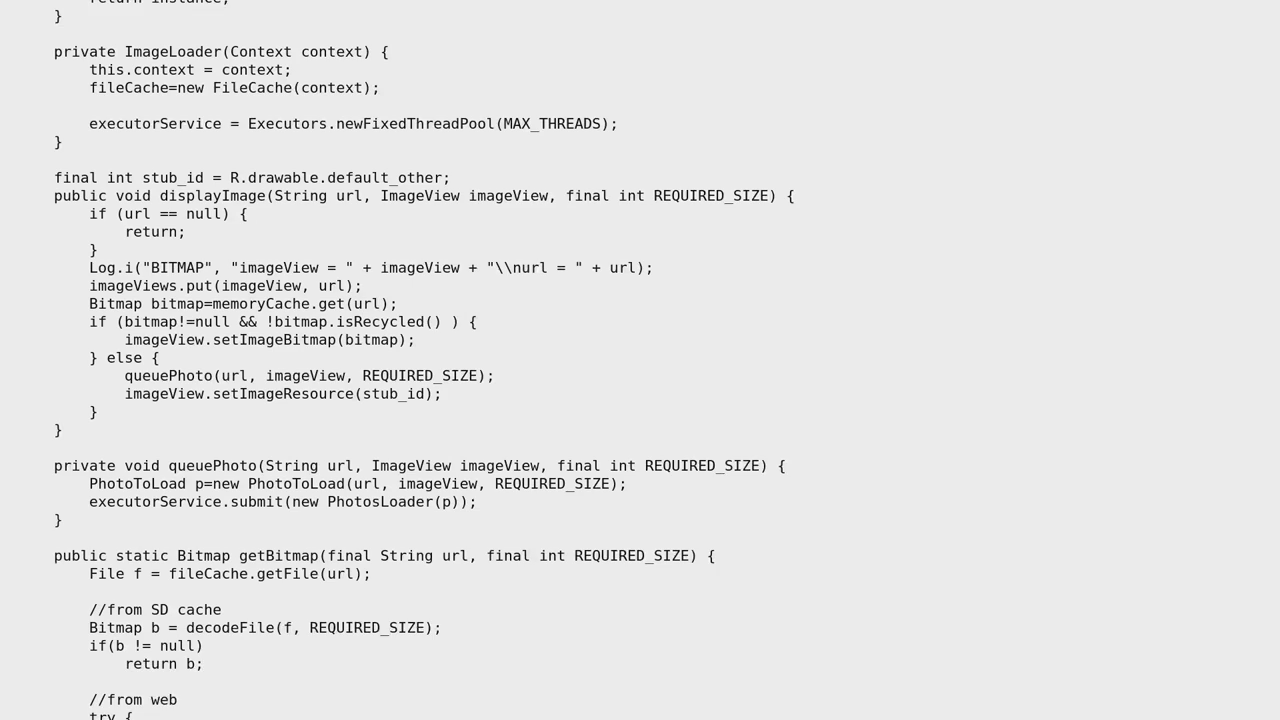 return instance;
    }

    private ImageLoader(Context context) {
        this.context = context;
        fileCache=new FileCache(context);

        executorService = Executors.newFixedThreadPool(MAX_THREADS);
    }

    final int stub_id = R.drawable.default_other;
    public void displayImage(String url, ImageView imageView, final int REQUIRED_SIZE) {
        if (url == null) {
            return;
        }
        Log.i("BITMAP", "imageView = " + imageView + "\\nurl = " + url);
        imageViews.put(imageView, url);
        Bitmap bitmap=memoryCache.get(url);
        if (bitmap!=null && !bitmap.isRecycled() ) {
            imageView.setImageBitmap(bitmap);
        } else {
            queuePhoto(url, imageView, REQUIRED_SIZE);
            imageView.setImageResource(stub_id);
        }
    }

    private void queuePhoto(String url, ImageView imageView, final int REQUIRED_SIZE) {
        PhotoToLoad p=new PhotoToLoad(url, imageView, REQUIRED_SIZE);
        executorService.submit(new PhotosLoader(p));
    }

    public static Bitmap getBitmap(final String url, final int REQUIRED_SIZE) {
        File f = fileCache.getFile(url);

        //from SD cache
        Bitmap b = decodeFile(f, REQUIRED_SIZE);
        if(b != null)
            return b;

        //from web
        try {